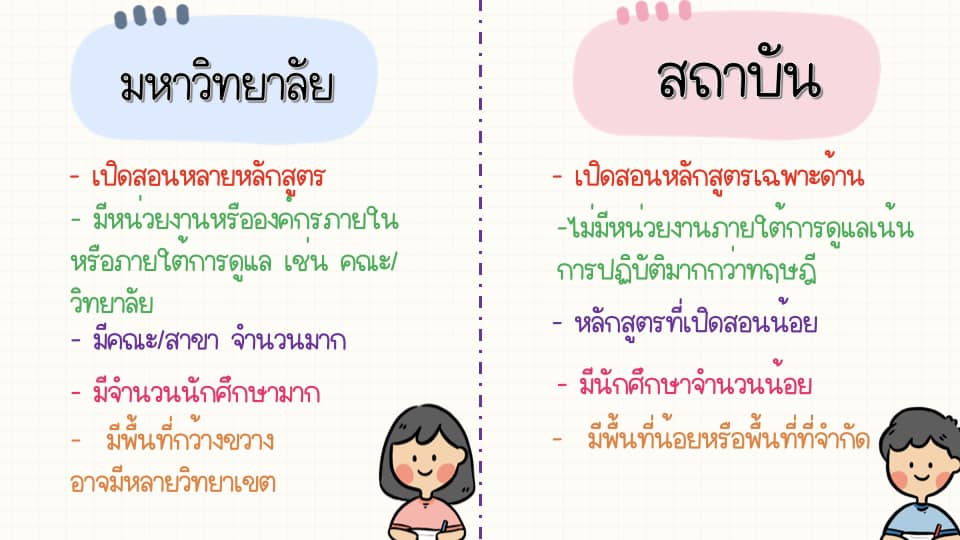 มหาวิทยาลัย
- เปิดสอนหลายหลักสูตร
- มีหน่วยงานหรือองค์กรภายใน
หรือภายใต้การดูแล เช่น คณะ/
วิทยาลัย
- มีคณะ/สาขา จำนวนมาก
- มีจำนวนนักศึกษามาก
- มีพื้นที่กว้างขวาง
อาจมีหลายวิทยาเขต
สถาบัน
- เปิดสอนหลักสูตรเฉพาะด้าน
-ไม่มีหน่วยงานภายใต้การดูแลเน้น
การปฏิบัติมากกว่าทฤษฎี
- หลักสูตรที่เปิดสอนน้อย
- มีนักศึกษาจำนวนน้อย
- มีพื้นที่น้อยหรือพื้นที่ที่จำกัด